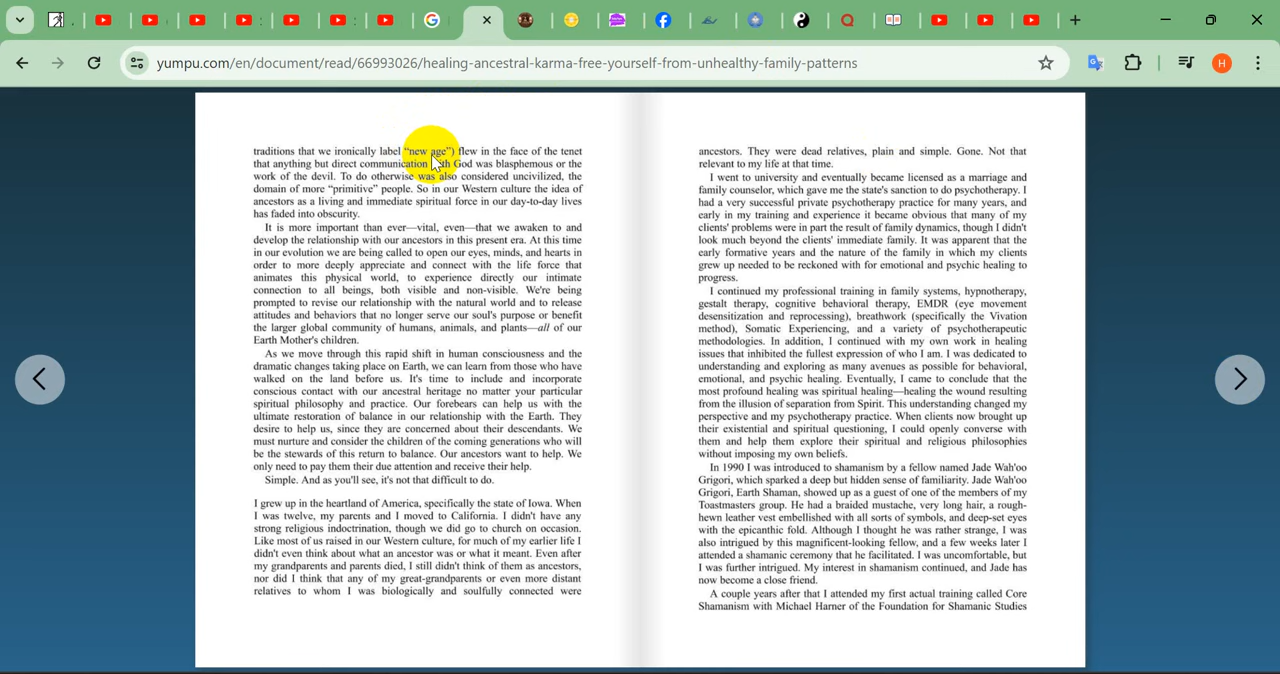 yumpu.com/en/document/read/66993026/healing-ancestral-karma-free-yourself-from-unhealthy-family-patterns
H
traditions that we ironically label “new age”) flew in the face of the tenet
that anything but direct communication with God was blasphemous or the
work of the devil. To do otherwise was also considered uncivilized, the
domain of more “primitive” people. So in our Western culture the idea of
ancestors as a living and immediate spiritual force in our day-to-day lives
has faded into obscurity.
It is more important than ever—vital, even—that we awaken to and
develop the relationship with our ancestors in this present era. At this time
in our evolution we are being called to open our eyes, minds, and hearts in
order to more deeply appreciate and connect with the life force that
animates this physical world, to experience directly our intimate
connection to all beings, both visible and non-visible. We're being
prompted to revise our relationship with the natural world and to release
attitudes and behaviors that no longer serve our soul's purpose or benefit
the larger global community of humans, animals, and plants—all of our
Earth Mother's children.
As we move through this rapid shift in human consciousness and the
dramatic changes taking place on Earth, we can learn from those who have
walked on the land before us. It's time to include and incorporate
conscious contact with our ancestral heritage no matter your particular
spiritual philosophy and practice. Our forebears can help us with the
ultimate restoration of balance in our relationship with the Earth. They
desire to help us, since they are concerned about their descendants. We
must nurture and consider the children of the coming generations who will
be the stewards of this return to balance. Our ancestors want to help. We
only need to pay them their due attention and receive their help.
Simple. And as you'll see, it's not that difficult to do.
I grew up in the heartland of America, specifically the state of Iowa. When
I was twelve, my parents and I moved to California. I didn't have any
strong religious indoctrination, though we did go to church on occasion.
Like most of us raised in our Western culture, for much of my earlier life I
didn't even think about what an ancestor was or what it meant. Even after
my grandparents and parents died, I still didn't think of them as ancestors,
nor did I think that any of my great-grandparents or even more distant
relatives to whom I was biologically and soulfully connected were
ancestors. They were dead relatives, plain and simple. Gone. Not that
relevant to my life at that time.
I went to university and eventually became licensed as a marriage and
family counselor, which gave me the state's sanction to do psychotherapy. I
had a very successful private psychotherapy practice for many years, and
early in my training and experience it became obvious that many of my
clients' problems were in part the result of family dynamics, though I didn't
look much beyond the clients' immediate family. It was apparent that the
early formative years and the nature of the family in which my clients
grew up needed to be reckoned with for emotional and psychic healing to
progress.
I continued my professional training in family systems, hypnotherapy,
gestalt therapy, cognitive behavioral therapy, EMDR (eye movement
desensitization and reprocessing), breathwork (specifically the Vivation
method), Somatic Experiencing, and a variety of psychotherapeutic
methodologies. In addition, I continued with my own work in healing
issues that inhibited the fullest expression of who I am. I was dedicated to
understanding and exploring as many avenues as possible for behavioral,
emotional, and psychic healing. Eventually, I came to conclude that the
most profound healing was spiritual healing—healing the wound resulting
from the illusion of separation from Spirit. This understanding changed my
perspective and my psychotherapy practice. When clients now brought up
their existential and spiritual questioning, I could openly converse with
them and help them explore their spiritual and religious philosophies
without imposing my own beliefs.
In 1990 I was introduced to shamanism by a fellow named Jade Wah'oo
Grigori, which sparked a deep but hidden sense of familiarity. Jade Wah'oo
Grigori, Earth Shaman, showed up as a guest of one of the members of my
Toastmasters group. He had a braided mustache, very long hair, a rough-
hewn leather vest embellished with all sorts of symbols, and deep-set eyes
with the epicanthic fold. Although I thought he was rather strange, I was
also intrigued by this magnificent-looking fellow, and a few weeks later I
attended a shamanic ceremony that he facilitated. I was uncomfortable, but
I was further intrigued. My interest in shamanism continued, and Jade has
now become a close friend.
A couple years after that I attended my first actual training called Core
Shamanism with Michael Harner of the Foundation for Shamanic Studies